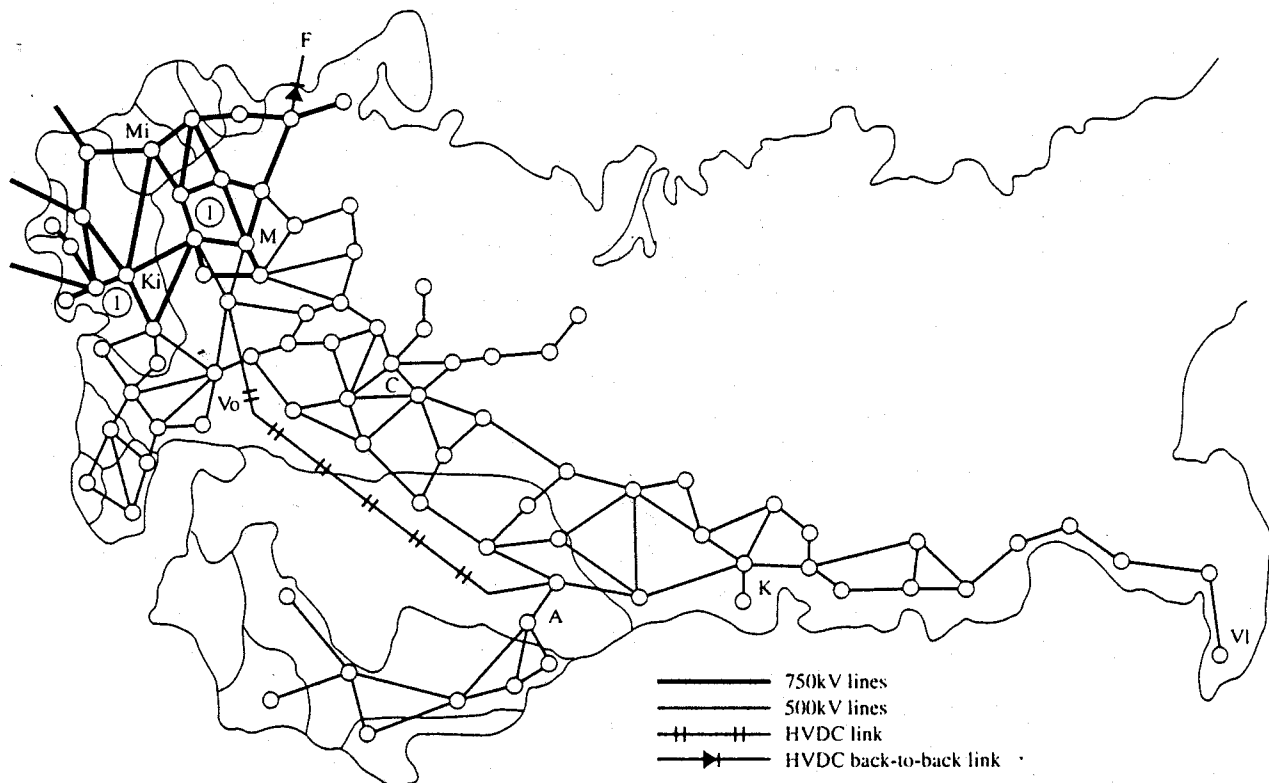 F
Mi
1
M
Ki
1
C
Vo
K
A
Vl
750kV lines
500kV lines
HVDC link
HVDC back-to-back link